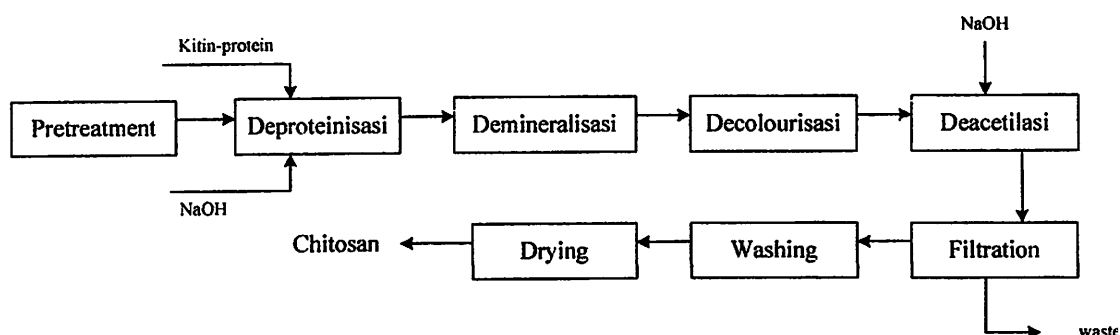 Kitin-protein
NaOH
Pretreatment
Deproteinisasi
Demineralisasi
Decolourisasi
Deacetilasi
NaOH
Chitosan
Drying
Washing
Filtration
waste